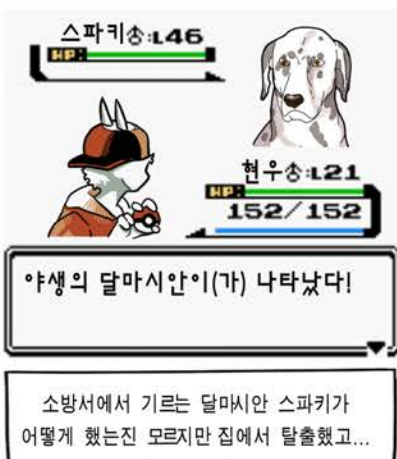 스파키♂:L46
HP:
현우♂:L21
HP:
152/152
야생의 달마시안이(가) 나타났다!
소방서에서 기르는 달마시안 스파키가
어떻게 했는진 모르지만 집에서 탈출했고...